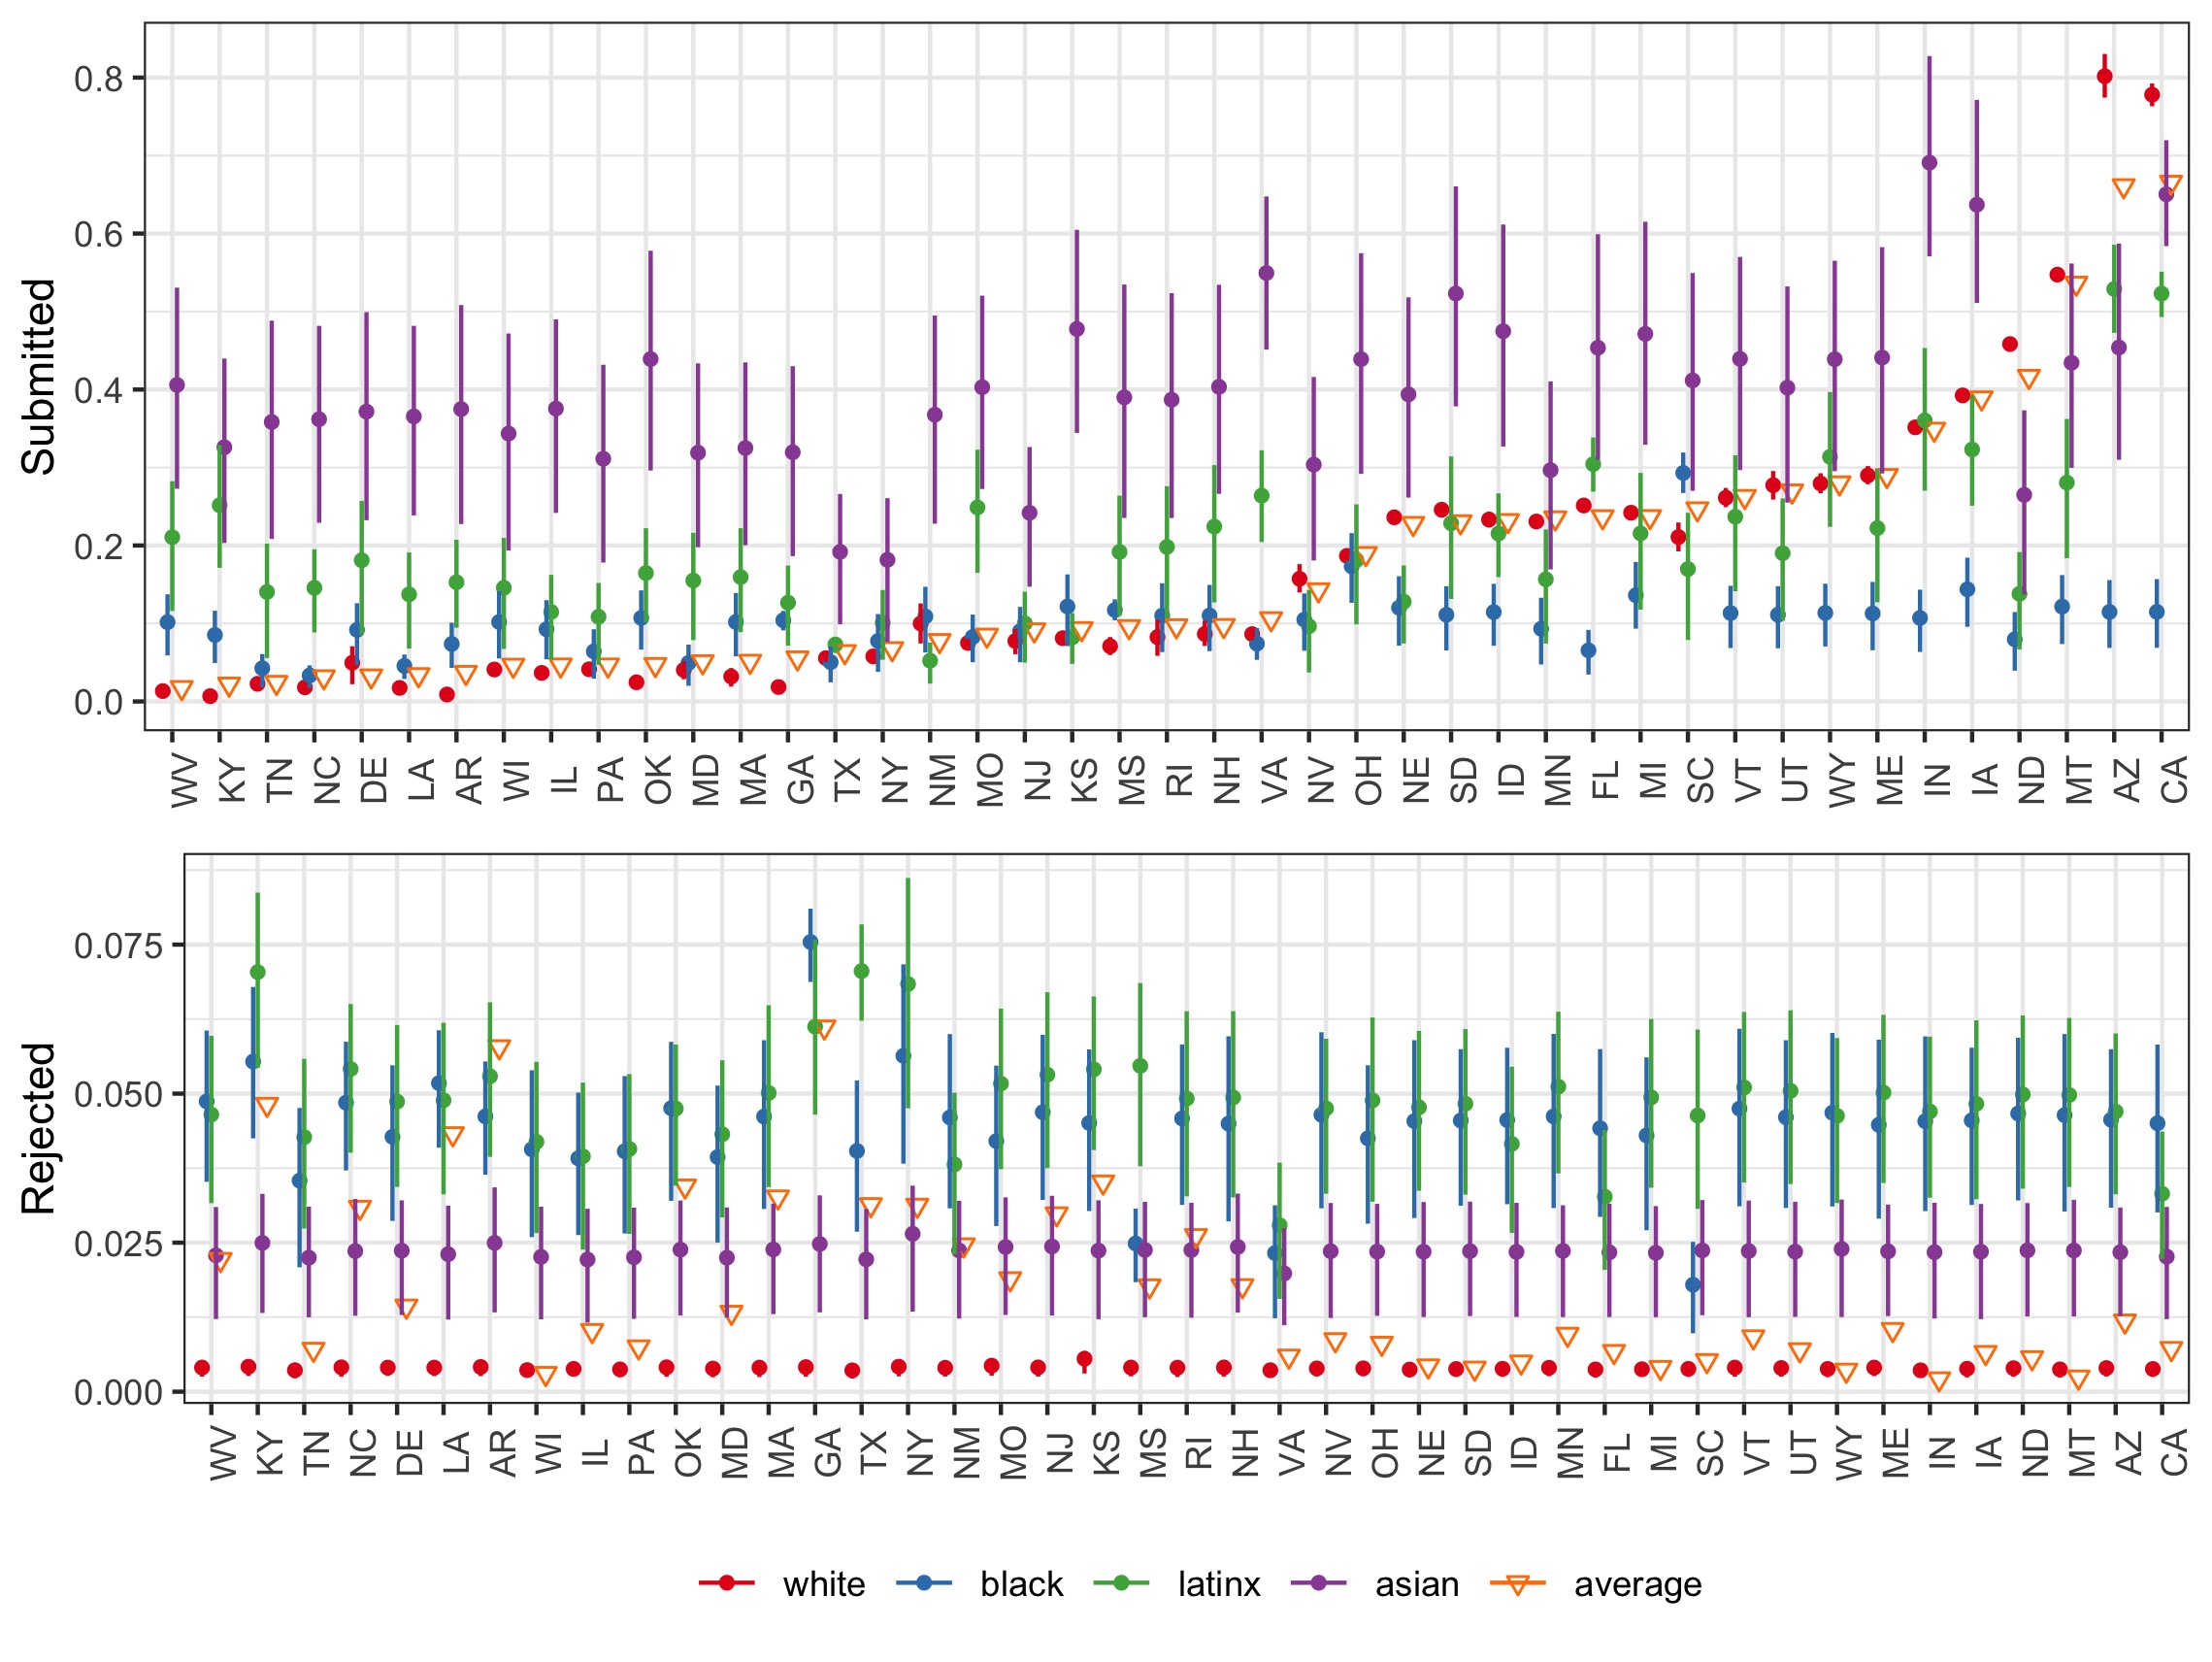 Submitted
0.8
0.6
0.4
0.2
0.0
WV KY TN NC DE LA AR WI IL PA OK MD MA GA TX NY NM MO NJ KS MS RI NH VA NV OH NE SD ID MN FL MI SC VT UT WY ME IN IA ND MT AZ CA
Rejected
0.075
0.050
0.025
0.000
WV KY TN NC DE LA AR WI IL PA OK MD MA GA TX NY NM MO NJ KS MS RI NH VA NV OH NE SD ID MN FL MI SC VT UT WY ME IN IA ND MT AZ CA
white black latinx asian average